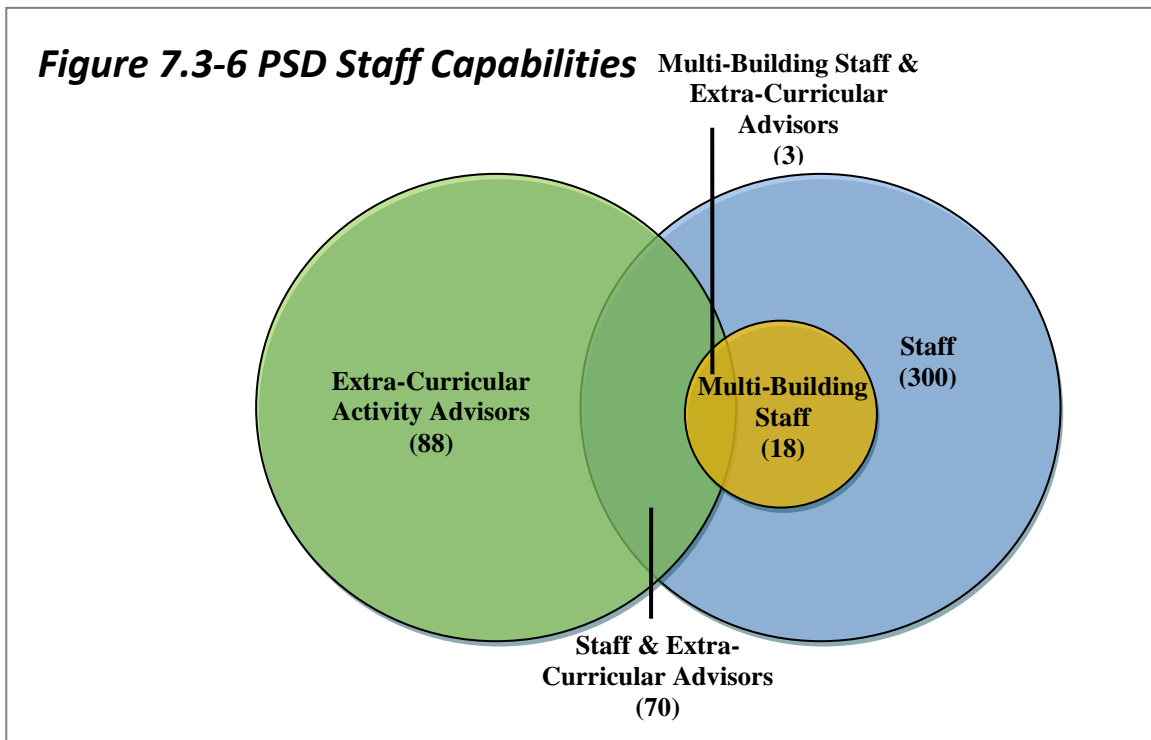 Figure 7.3-6 PSD Staff Capabilities
Multi-Building Staff &
Extra-Curricular
Advisors
(3)
Extra-Curricular
Activity Advisors
(88)
Multi-Building
Staff
(18)
Staff
(300)
Staff & Extra-
Curricular Advisors
(70)